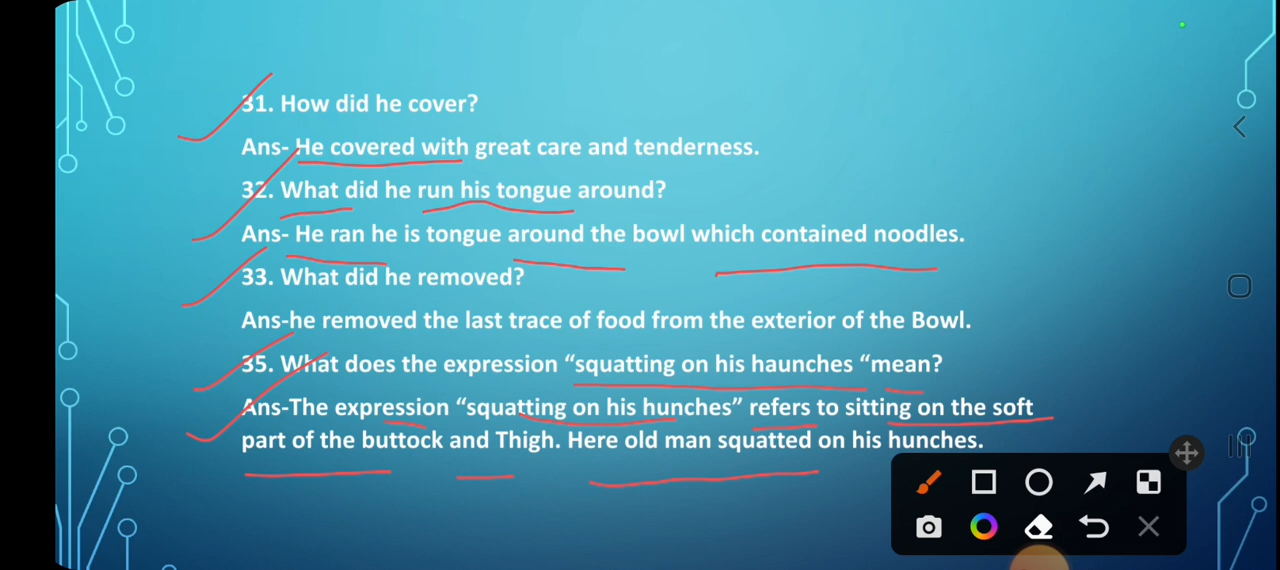 31. How did he cover?
Ans- He covered with great care and tenderness.
32. What did he run his tongue around?
Ans- He ran he is tongue around the bowl which contained noodles.
33. What did he removed?
Ans-he removed the last trace of food from the exterior of the Bowl.
35. What does the expression “squatting on his haunches “mean?
Ans-The expression “squatting on his hunches” refers to sitting on the soft
part of the buttock and Thigh. Here old man squatted on his hunches.